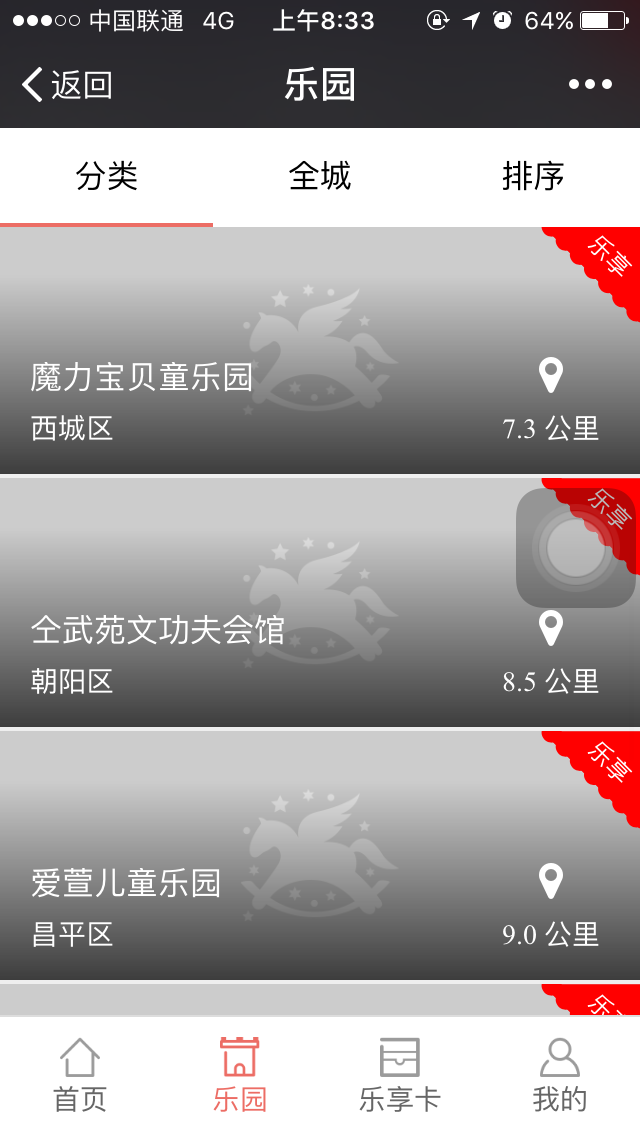 中国联通 4G 上午8:33 64%
返回 乐园
分类 全城 排序
乐享
魔力宝贝童乐园
西城区 7.3 公里
乐享
仝武苑文功夫会馆
朝阳区 8.5 公里
乐享
爱萱儿童乐园
昌平区 9.0 公里
首页 乐园 乐享卡 我的